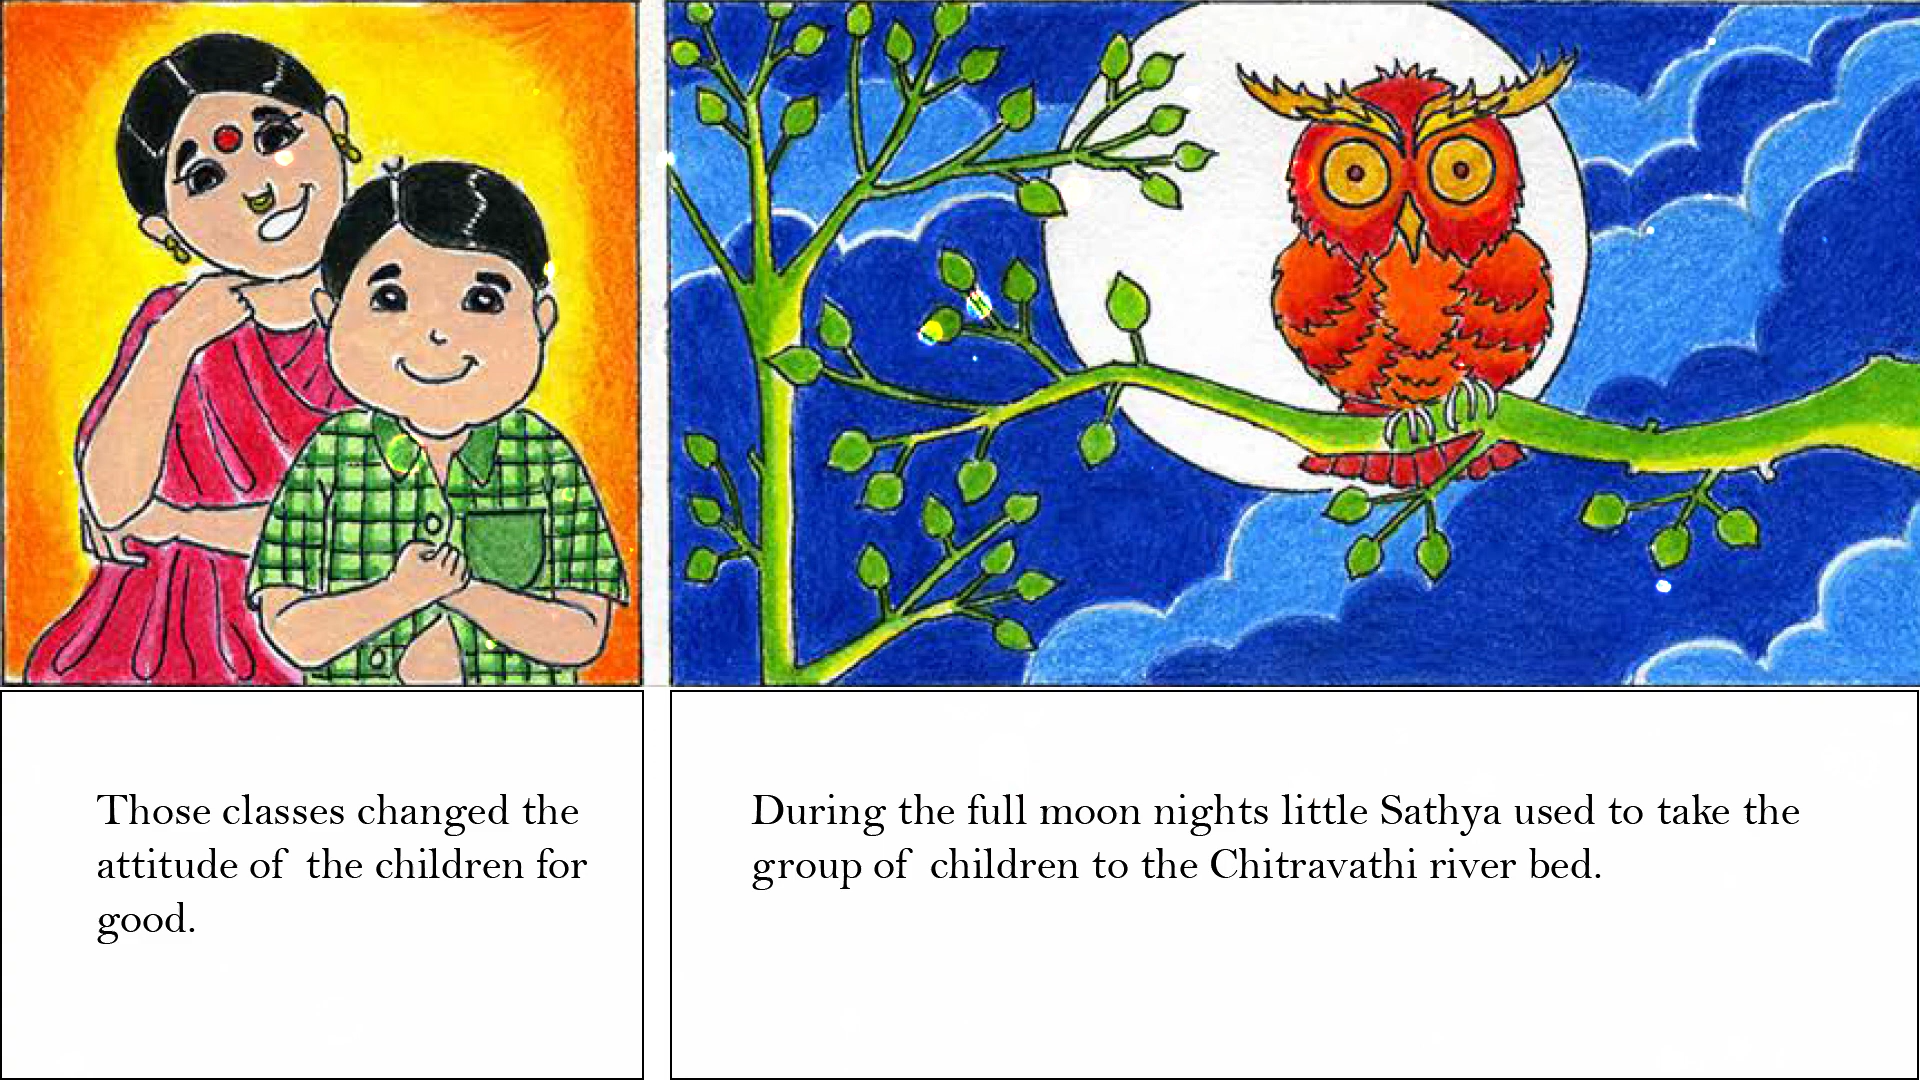 Those classes changed the
attitude of the children for
good.
During the full moon nights little Sathya used to take the
group of children to the Chitravathi river bed.